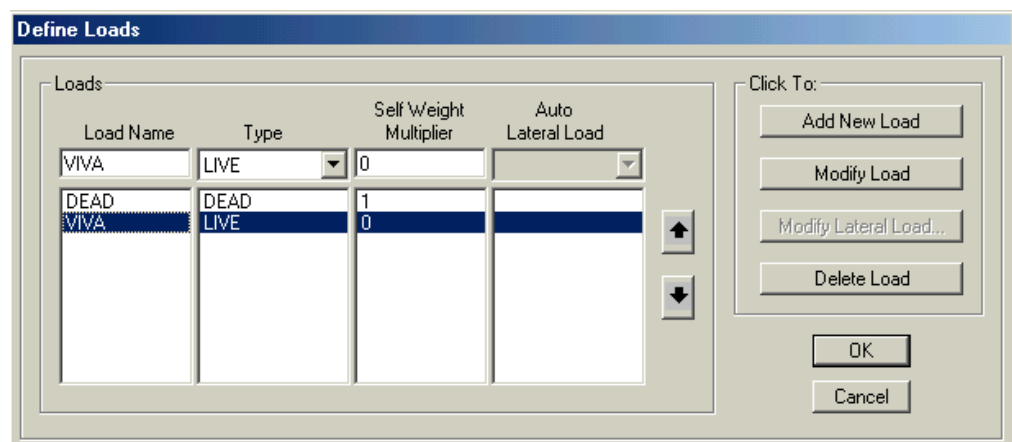 Define Loads
Loads
Click To:
Load Name Type Self Weight Multiplier Auto Lateral Load
VIVA LIVE 0
DEAD DEAD 1
VIVA LIVE 0
Add New Load
Modify Load
Modify Lateral Load...
Delete Load
OK
Cancel